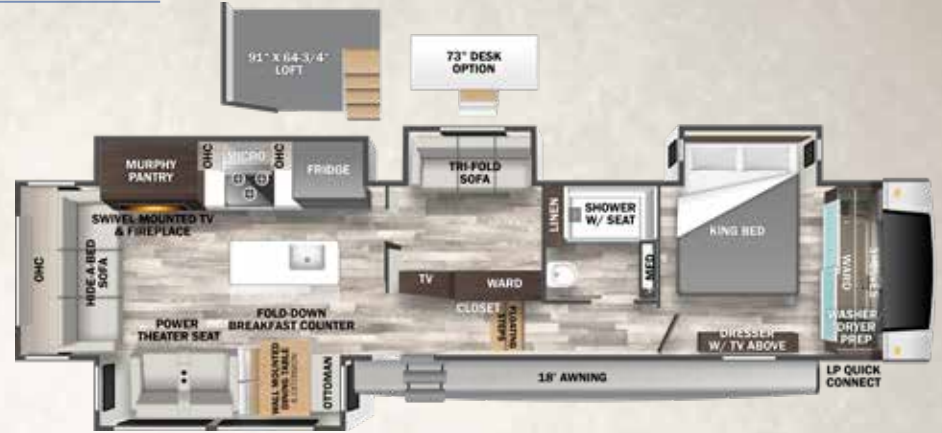 91" X 64-3/4"
LOFT
73" DESK
OPTION
MURPHY
PANTRY
OHC
MICRO
OHC
FRIDGE
TRI-FOLD
SOFA
LINEN
SHOWER
W/ SEAT
MED
KING BED
WARD
SHELVES
WASHER/
DRYER
PREP
SWIVEL MOUNTED TV
& FIREPLACE
OHC
HIDE-A-BED
SOFA
TV
WARD
CLOSET
FLOATING
STEPS
FOLD-DOWN
BREAKFAST COUNTER
POWER
THEATER SEAT
WALL MOUNTED
DINING TABLE
& EXTENSION
OTTOMAN
DRESSER
W/ TV ABOVE
18' AWNING
LP QUICK
CONNECT